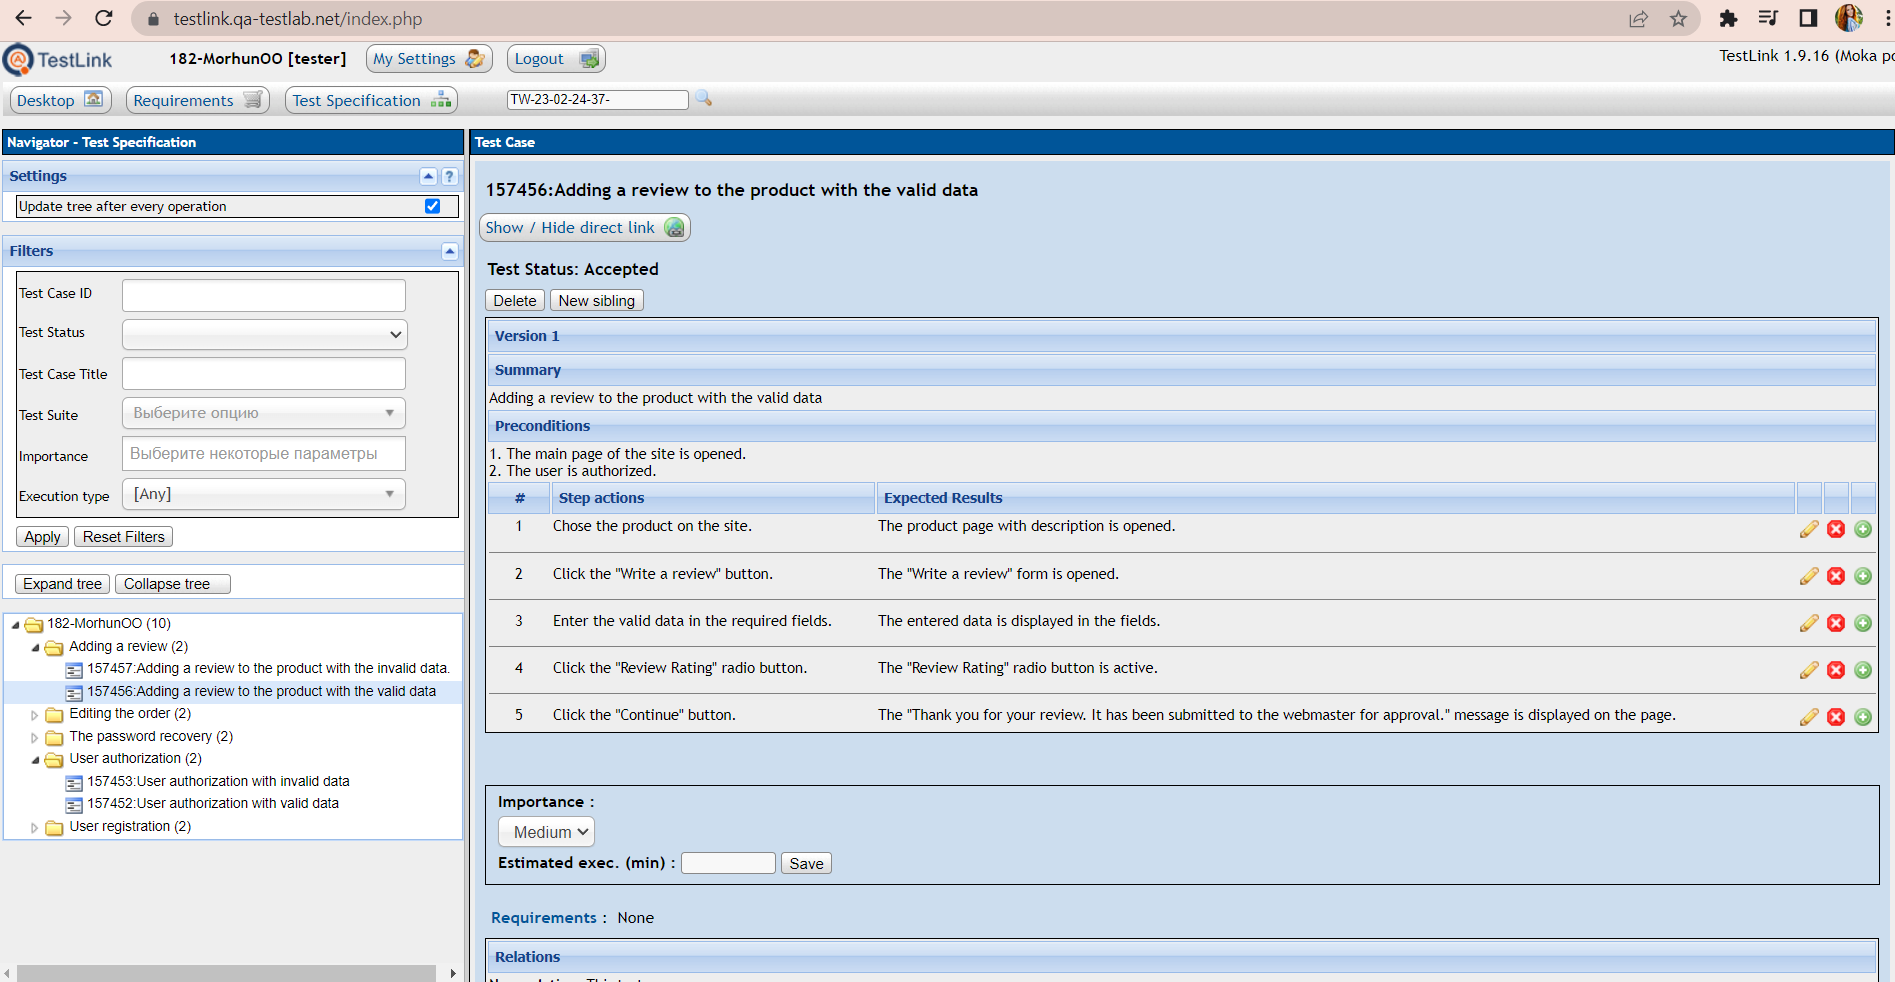 testlink.qa-testlab.net/index.php
TestLink 182-MorhunOO [tester] My Settings Logout TestLink 1.9.16 (Moka po
Desktop Requirements Test Specification TW-23-02-24-37-
Navigator - Test Specification
Settings ?
Update tree after every operation
Filters
Test Case ID
Test Status
Test Case Title
Test Suite Выберите опцию
Importance Выберите некоторые параметры
Execution type [Any]
Apply Reset Filters
Expand tree Collapse tree
182-MorhunOO (10)
Adding a review (2)
157457:Adding a review to the product with the invalid data.
157456:Adding a review to the product with the valid data
Editing the order (2)
The password recovery (2)
User authorization (2)
157453:User authorization with invalid data
157452:User authorization with valid data
User registration (2)
Test Case
157456:Adding a review to the product with the valid data
Show / Hide direct link
Test Status: Accepted
Delete New sibling
Version 1
Summary
Adding a review to the product with the valid data
Preconditions
1. The main page of the site is opened.
2. The user is authorized.
# Step actions Expected Results
1 Chose the product on the site. The product page with description is opened.
2 Click the "Write a review" button. The "Write a review" form is opened.
3 Enter the valid data in the required fields. The entered data is displayed in the fields.
4 Click the "Review Rating" radio button. The "Review Rating" radio button is active.
5 Click the "Continue" button. The "Thank you for your review. It has been submitted to the webmaster for approval." message is displayed on the page.
Importance :
Medium
Estimated exec. (min) : Save
Requirements : None
Relations